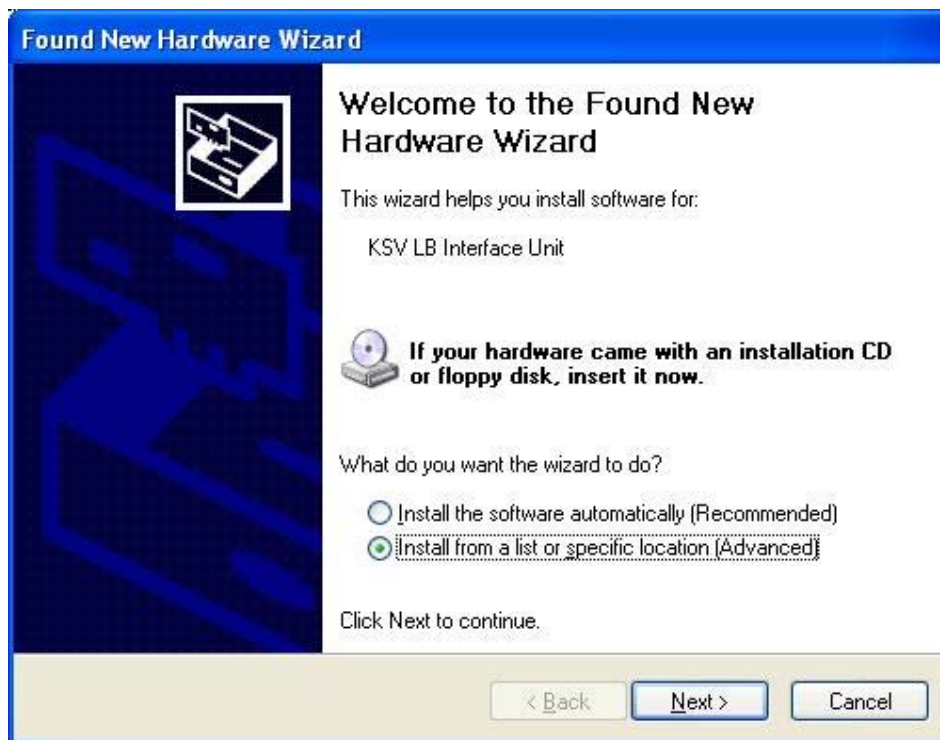 Found New Hardware Wizard
Welcome to the Found New
Hardware Wizard
This wizard helps you install software for:
KSV LB Interface Unit
If your hardware came with an installation CD
or floppy disk, insert it now.
What do you want the wizard to do?
Install the software automatically (Recommended)
Install from a list or specific location (Advanced)
Click Next to continue.
< Back
Next >
Cancel